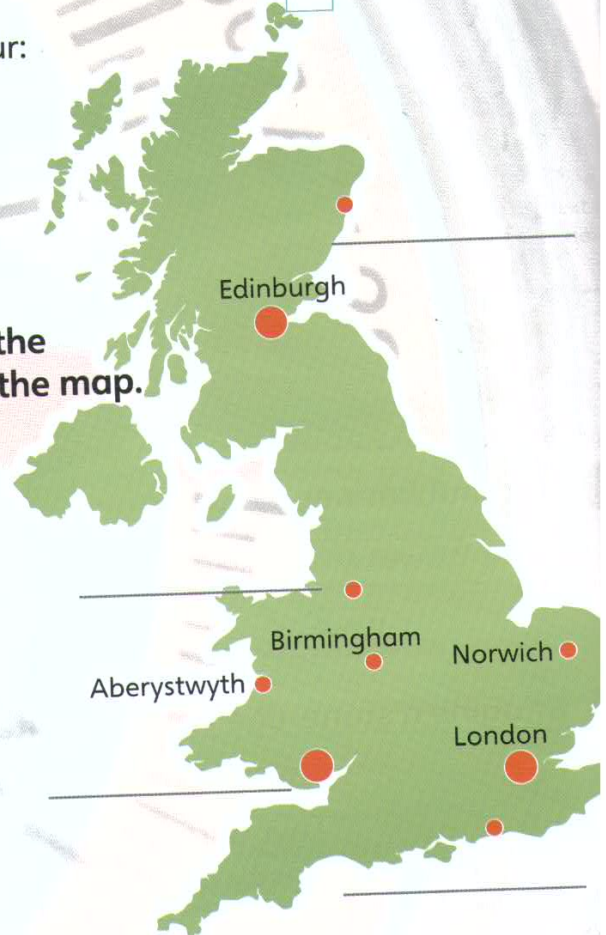 ur:
Edinburgh
the
the map.
Birmingham
Norwich
Aberystwyth
London